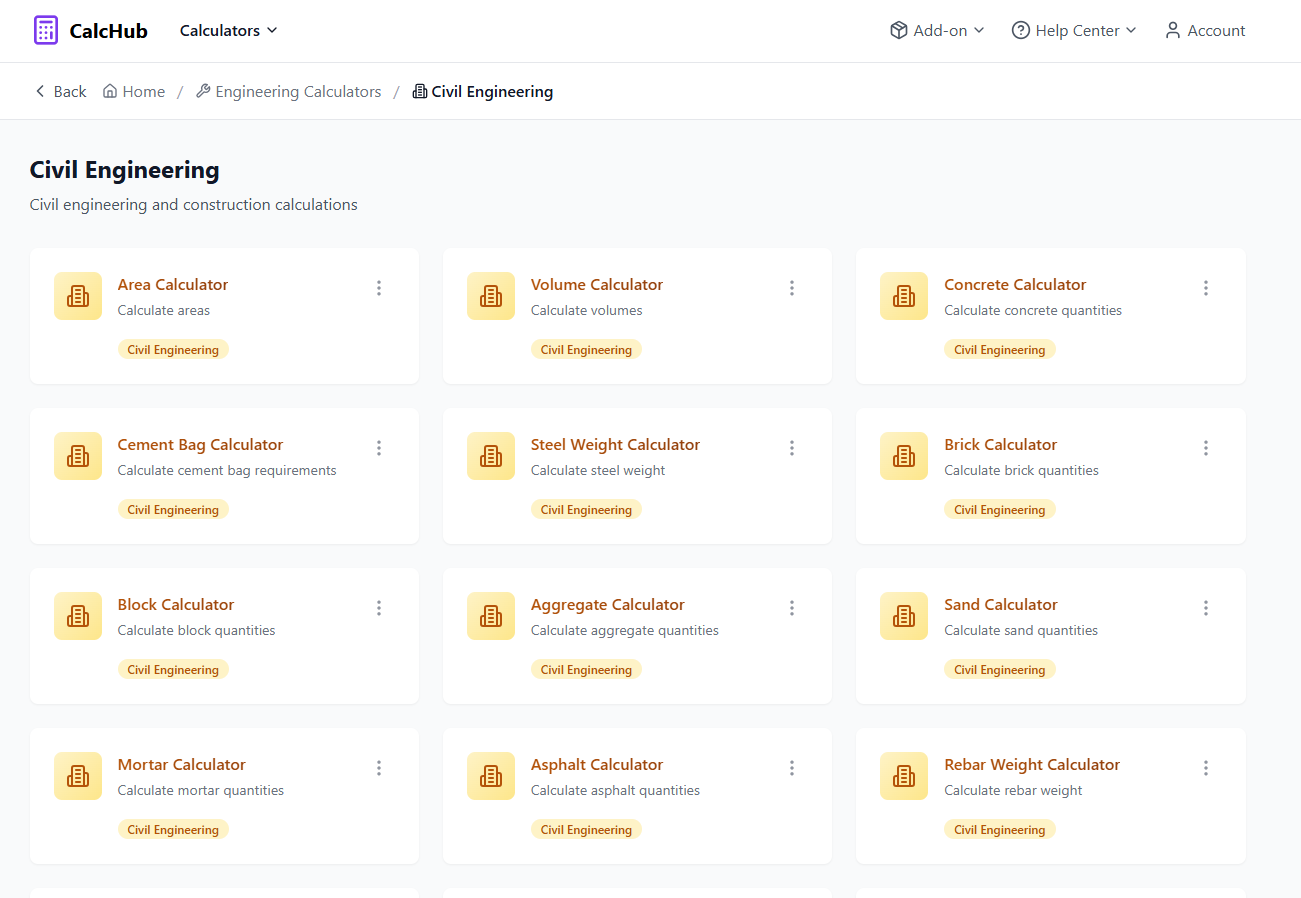 CalcHub
Calculators
Add-on
Help Center
Account
Back
Home
/
Engineering Calculators
/
Civil Engineering
Civil Engineering
Civil engineering and construction calculations
Area Calculator
Calculate areas
Civil Engineering
Volume Calculator
Calculate volumes
Civil Engineering
Concrete Calculator
Calculate concrete quantities
Civil Engineering
Cement Bag Calculator
Calculate cement bag requirements
Civil Engineering
Steel Weight Calculator
Calculate steel weight
Civil Engineering
Brick Calculator
Calculate brick quantities
Civil Engineering
Block Calculator
Calculate block quantities
Civil Engineering
Aggregate Calculator
Calculate aggregate quantities
Civil Engineering
Sand Calculator
Calculate sand quantities
Civil Engineering
Mortar Calculator
Calculate mortar quantities
Civil Engineering
Asphalt Calculator
Calculate asphalt quantities
Civil Engineering
Rebar Weight Calculator
Calculate rebar weight
Civil Engineering